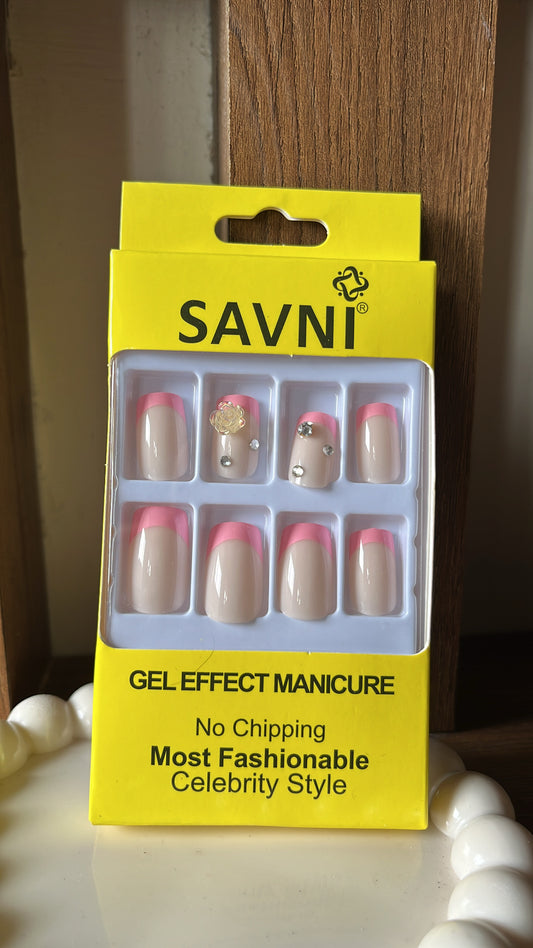 SAVNI®
GEL EFFECT MANICURE
No Chipping
Most Fashionable
Celebrity Style